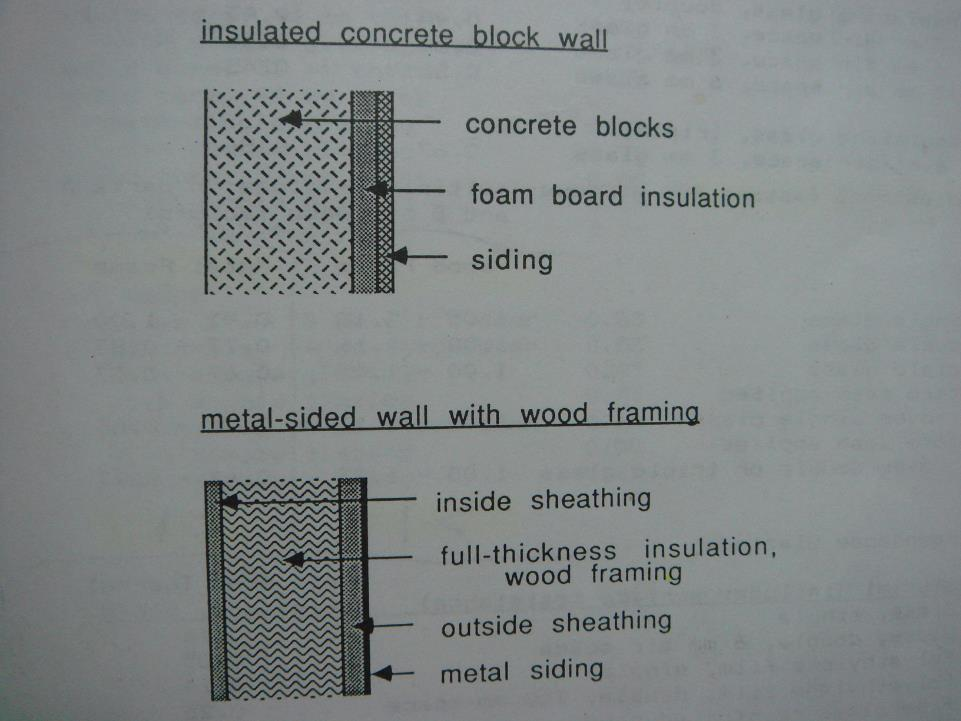 insulated concrete block wall
concrete blocks
foam board insulation
siding
metal-sided wall with wood framing
inside sheathing
full-thickness insulation,
wood framing
outside sheathing
metal siding